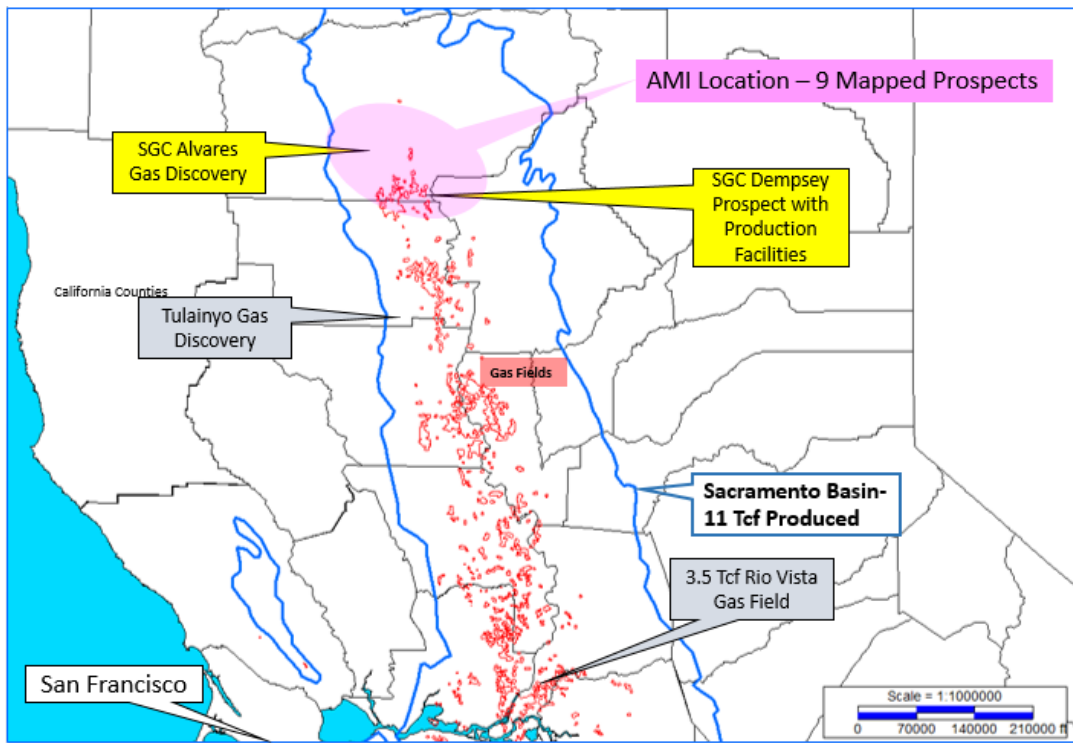 AMI Location – 9 Mapped Prospects
SGC Alvares
Gas Discovery
SGC Dempsey
Prospect with
Production
Facilities
California Counties
Tulainyo Gas
Discovery
Gas Fields
Sacramento Basin-
11 Tcf Produced
3.5 Tcf Rio Vista
Gas Field
San Francisco
Scale = 1:1000000
0 70000 140000 210000 ft